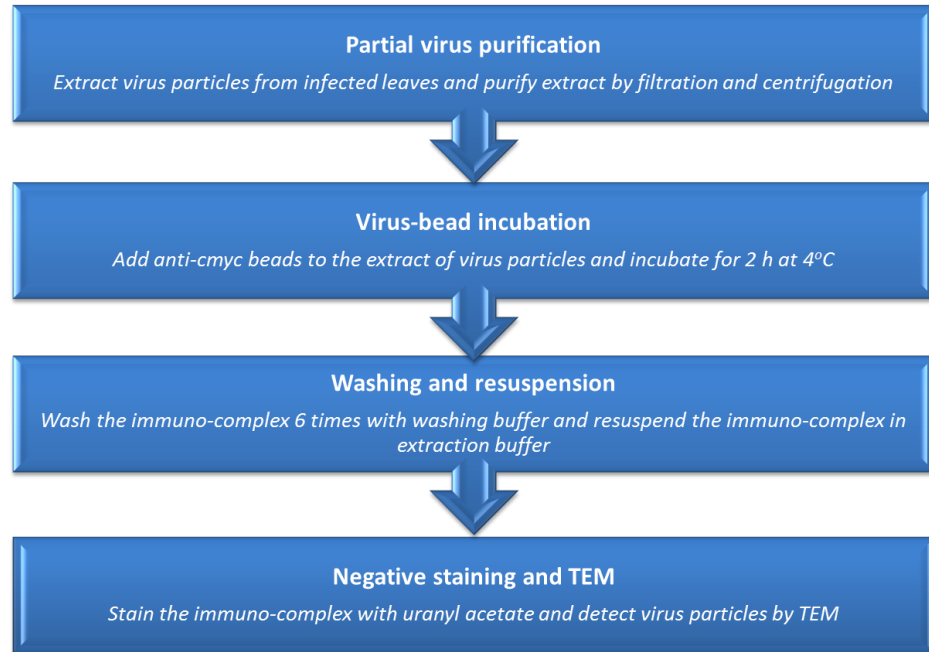 Partial virus purification
Extract virus particles from infected leaves and purify extract by filtration and centrifugation
Virus-bead incubation
Add anti-cmyc beads to the extract of virus particles and incubate for 2 h at 4°C
Washing and resuspension
Wash the immuno-complex 6 times with washing buffer and resuspend the immuno-complex in
extraction buffer
Negative staining and TEM
Stain the immuno-complex with uranyl acetate and detect virus particles by TEM